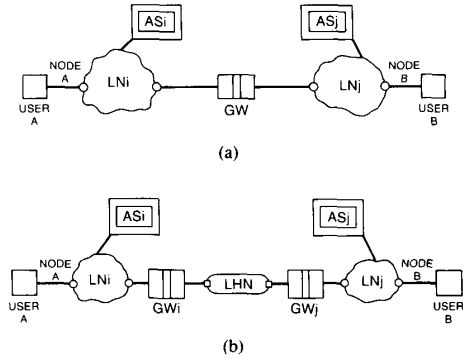 ASi ASj
NODE A LNi GW LNj NODE B
USER A USER B
(a)
ASi ASj
NODE A LNi GWi LHN GWj LNj NODE B
USER A USER B
(b)